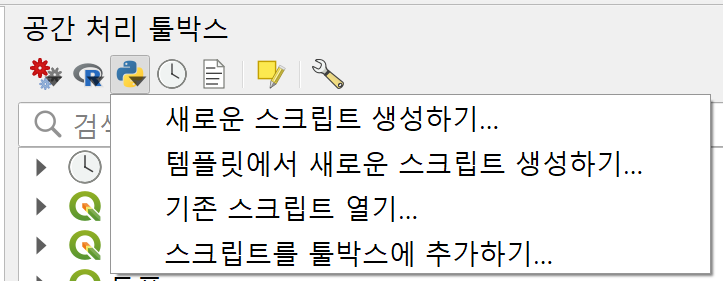 공간 처리 툴박스
검색
새로운 스크립트 생성하기...
템플릿에서 새로운 스크립트 생성하기...
기존 스크립트 열기...
스크립트를 툴박스에 추가하기...